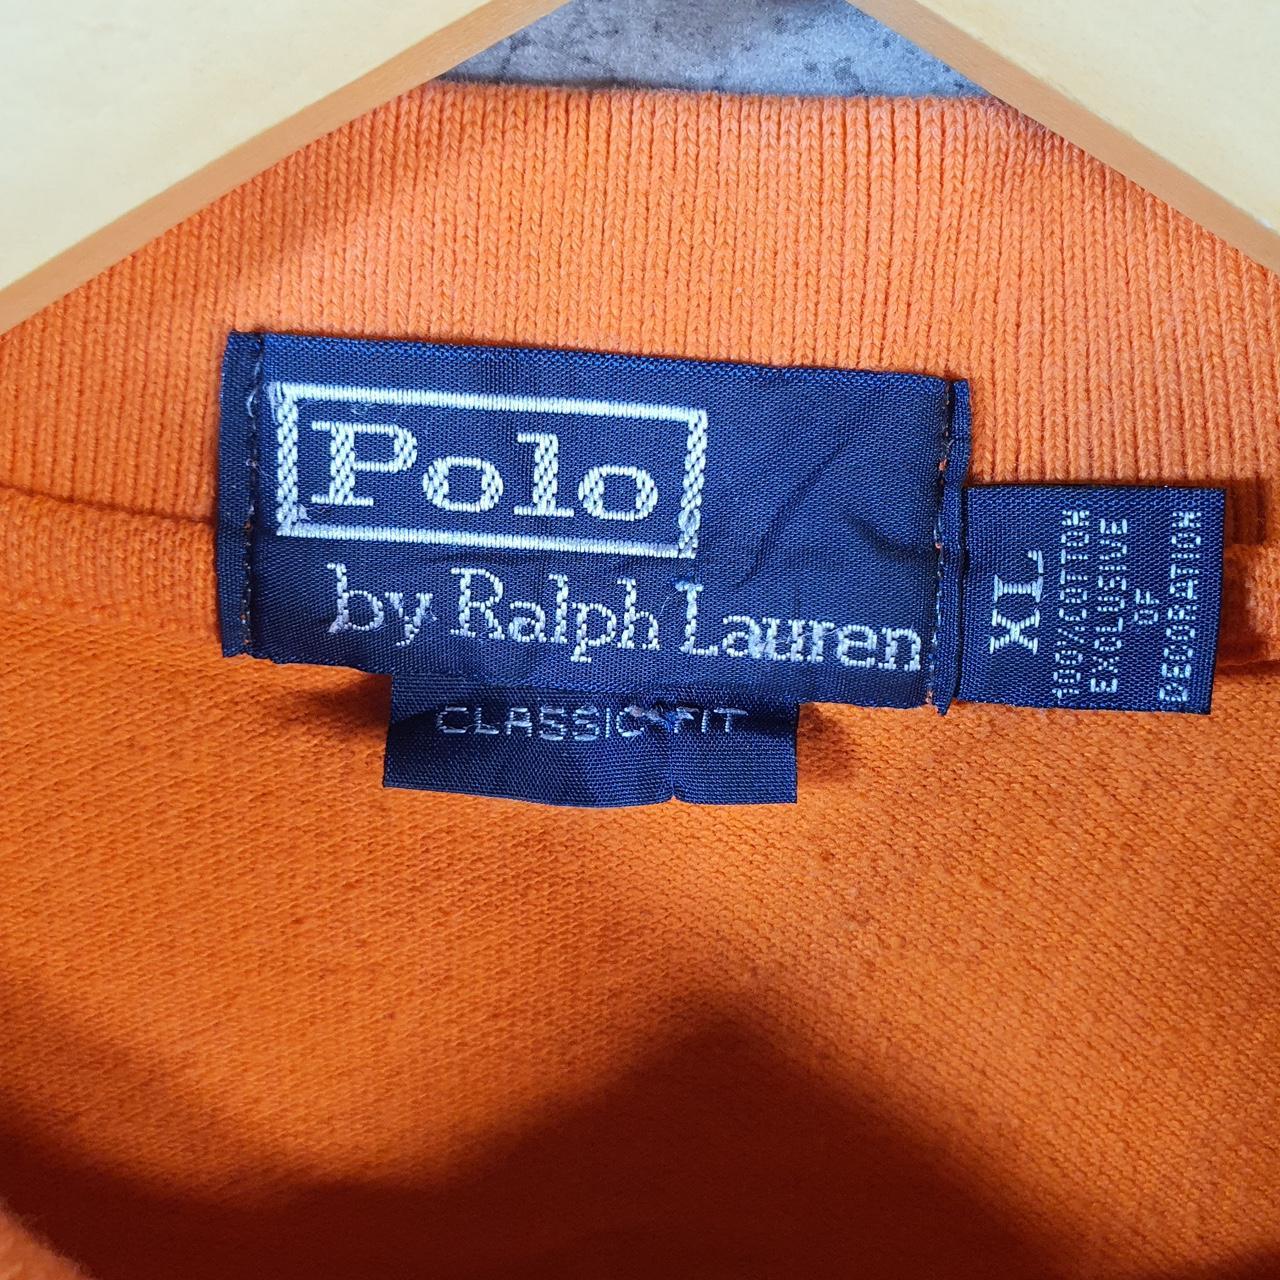 Polo
by Ralph Lauren
CLASSIC FIT
XL
100% COTTON
EXCLUSIVE
OF
DECORATION